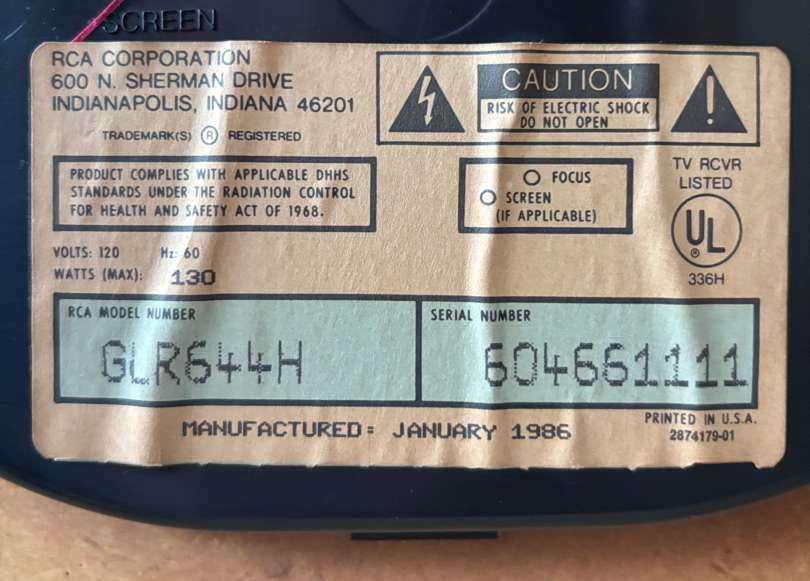 SCREEN
RCA CORPORATION
600 N. SHERMAN DRIVE
INDIANAPOLIS, INDIANA 46201
TRADEMARK(S) ® REGISTERED
CAUTION
RISK OF ELECTRIC SHOCK
DO NOT OPEN
PRODUCT COMPLIES WITH APPLICABLE DHHS
STANDARDS UNDER THE RADIATION CONTROL
FOR HEALTH AND SAFETY ACT OF 1968.
FOCUS
SCREEN
(IF APPLICABLE)
TV RCVR
LISTED
UL®
336H
VOLTS: 120 Hz: 60
WATTS (MAX): 130
RCA MODEL NUMBER
GLR644H
SERIAL NUMBER
604661111
MANUFACTURED: JANUARY 1986
PRINTED IN U.S.A.
2874179-01